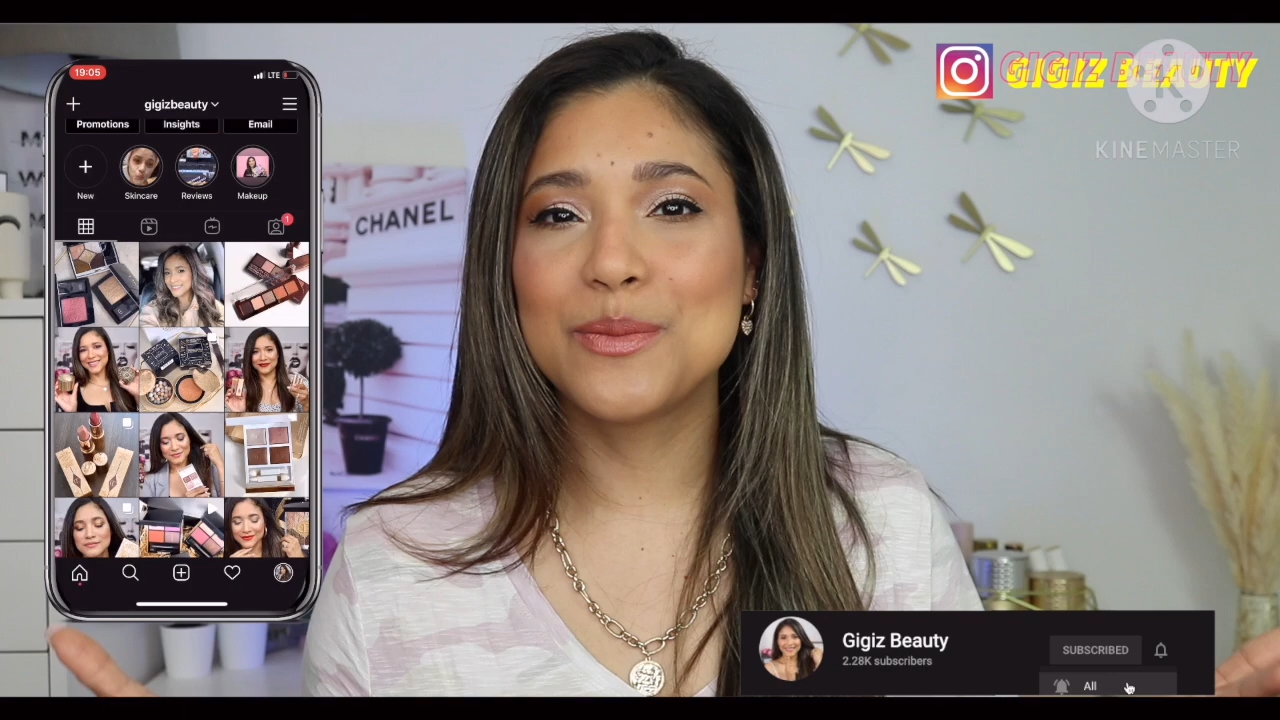 19:05
LTE
gigizbeauty
Promotions
Insights
Email
New
Skincare
Reviews
Makeup
1
CHANEL
GIGIZ BEAUTY
KINEMASTER
Gigiz Beauty
2.28K subscribers
SUBSCRIBED
All